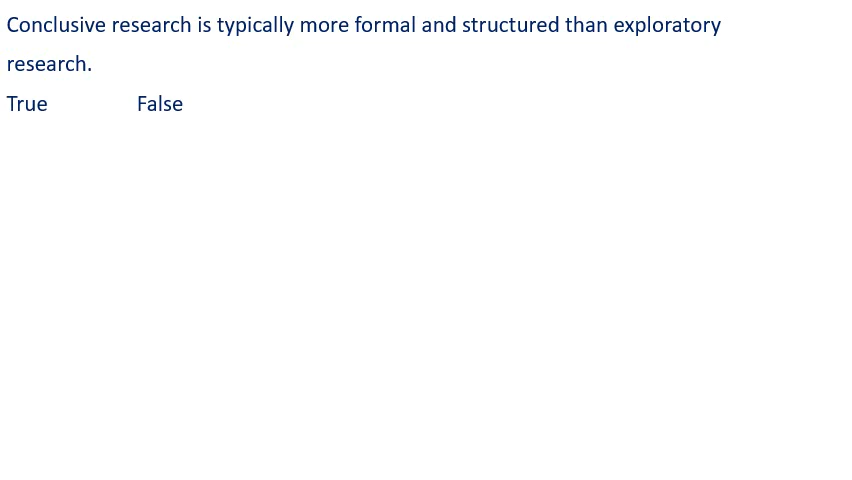 Conclusive research is typically more formal and structured than exploratory
research.
True False